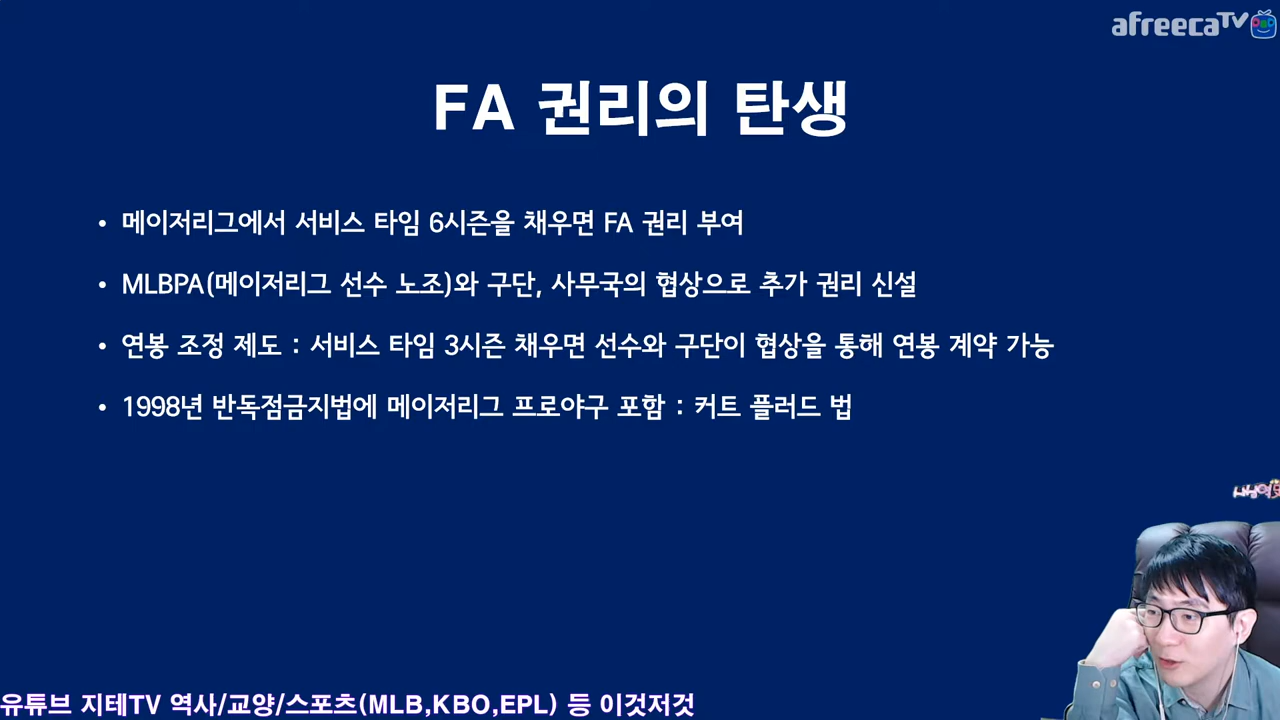 afreecaTV
FA 권리의 탄생
• 메이저리그에서 서비스 타임 6시즌을 채우면 FA 권리 부여
• MLBPA(메이저리그 선수 노조)와 구단, 사무국의 협상으로 추가 권리 신설
• 연봉 조정 제도 : 서비스 타임 3시즌 채우면 선수와 구단이 협상을 통해 연봉 계약 가능
• 1998년 반독점금지법에 메이저리그 프로야구 포함 : 커트 플러드 법
유튜브 지테TV 역사/교양/스포츠(MLB,KBO,EPL) 등 이것저것